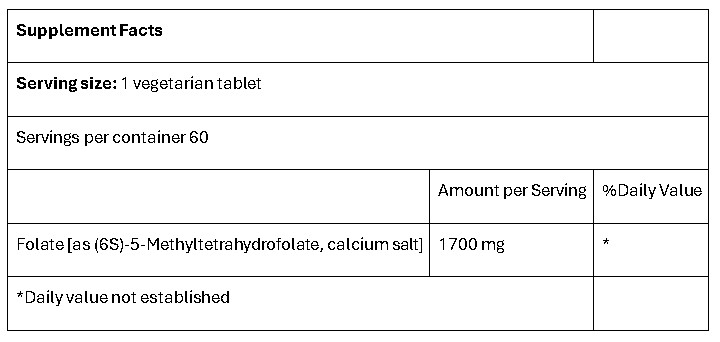 Supplement Facts
Serving size: 1 vegetarian tablet
Servings per container 60
Amount per Serving %Daily Value
Folate [as (6S)-5-Methyltetrahydrofolate, calcium salt] 1700 mg *
*Daily value not established